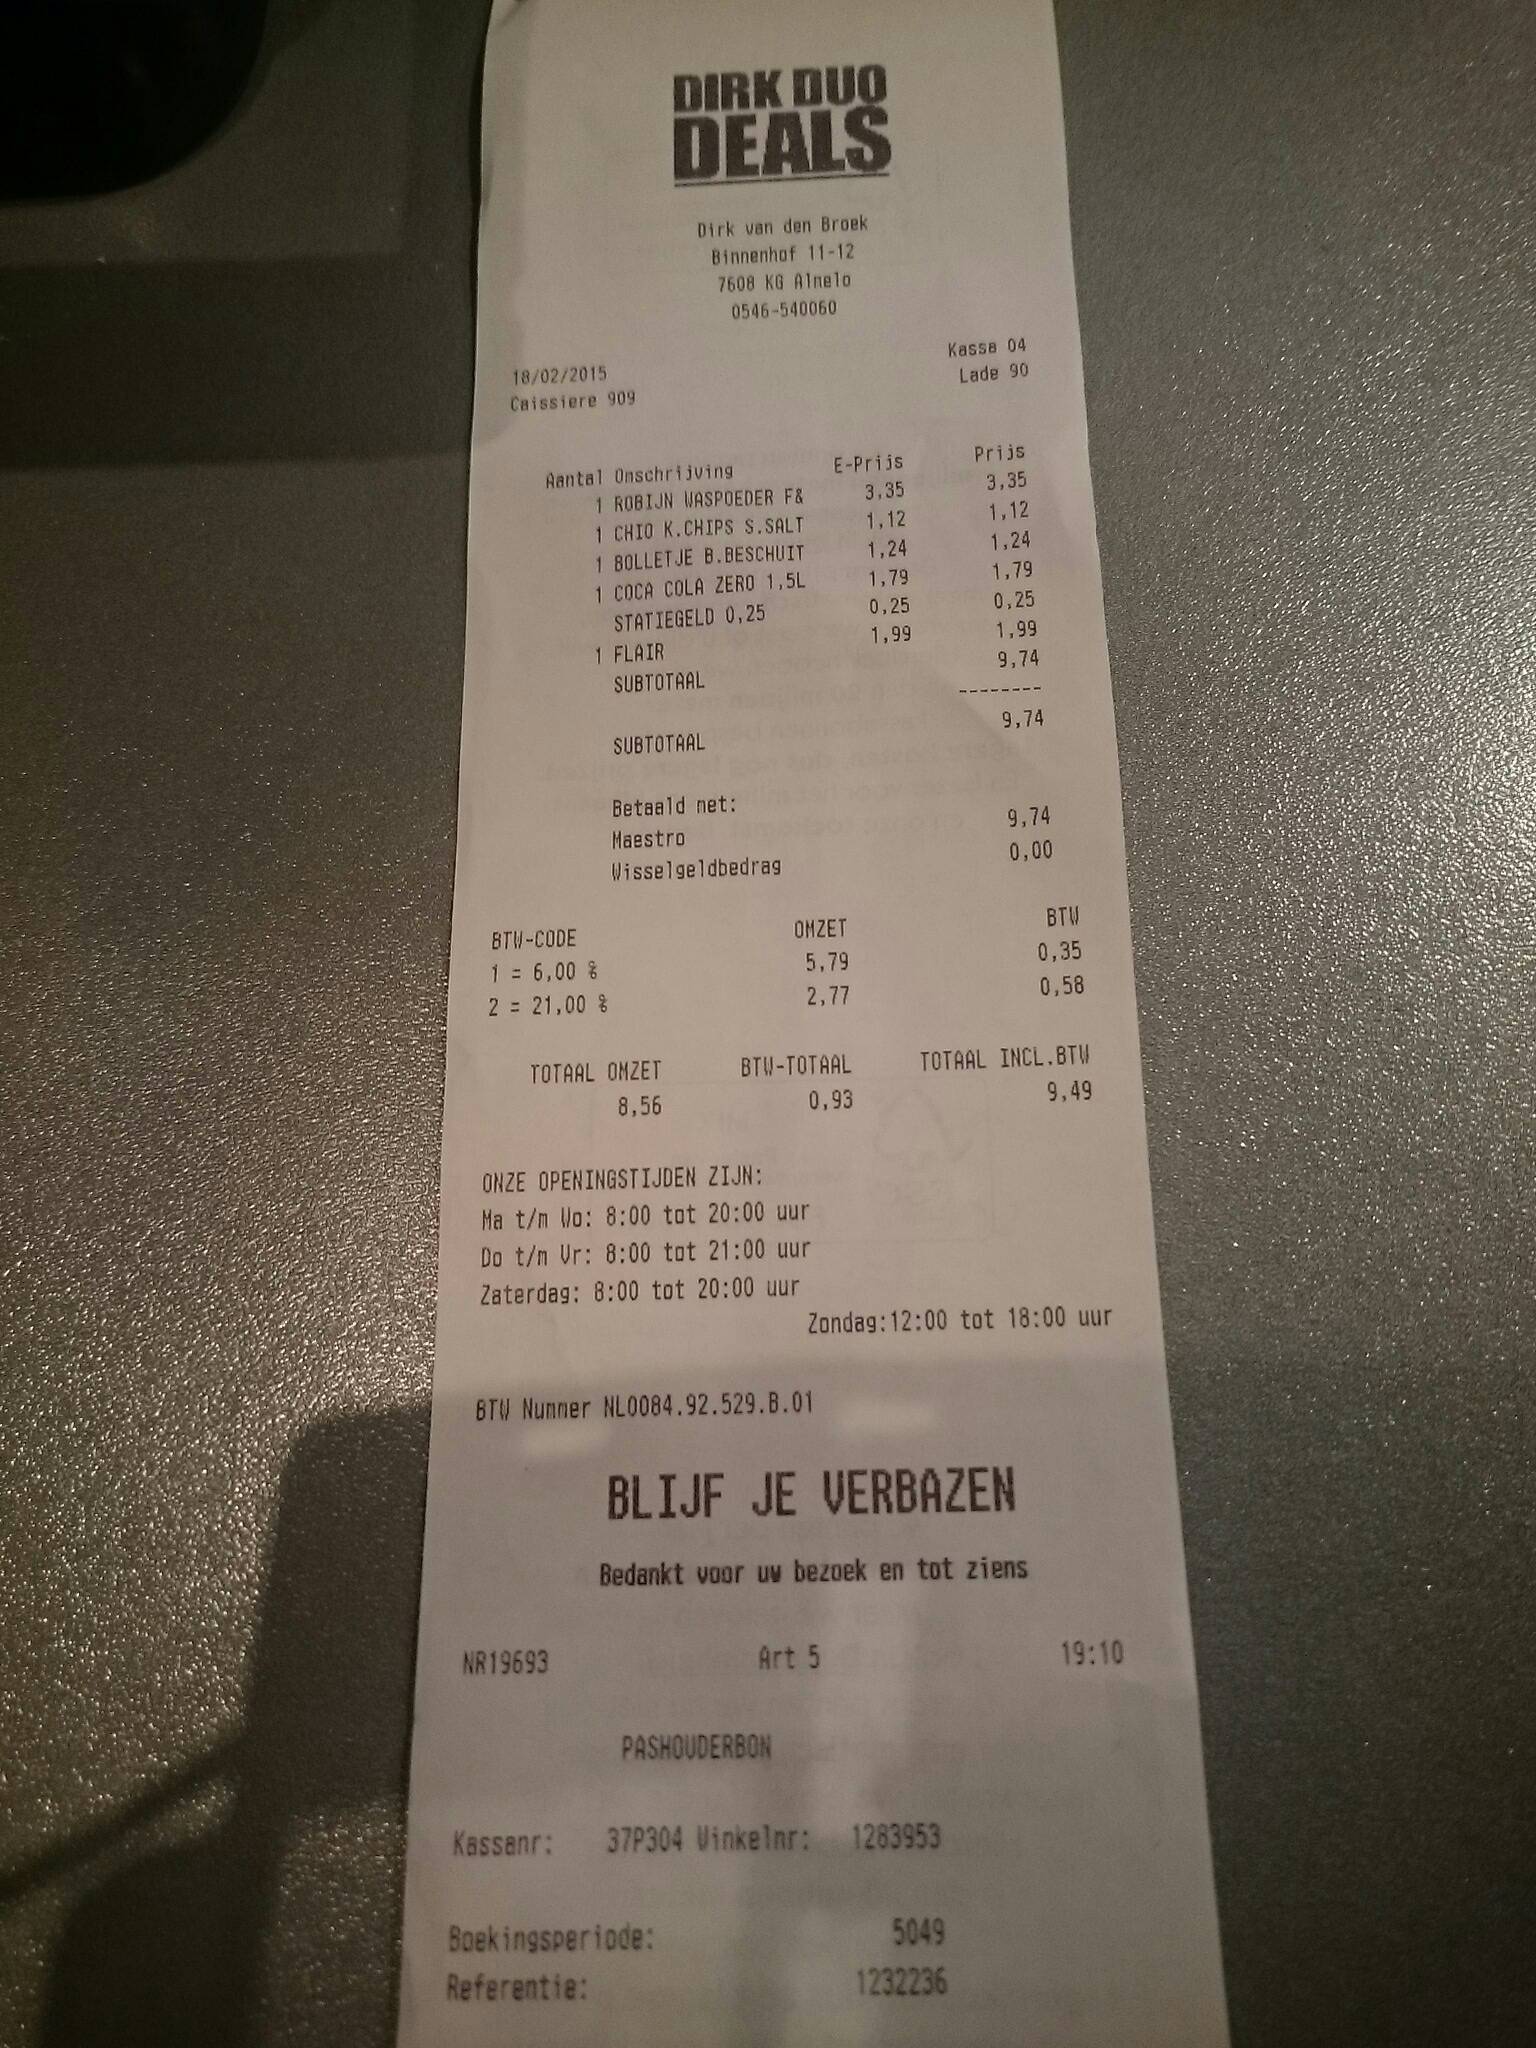 DIRK DUO
DEALS
Dirk van den Broek
Binnenhof 11-12
7608 KG Almelo
0546-540060
Kassa 04
18/02/2015
Lade 90
Caissiere 909
Aantal Omschrijving E-Prijs Prijs
1 ROBIJN WASPOEDER F& 3,35 3,35
1 CHIO K.CHIPS S.SALT 1,12 1,12
1 BOLLETJE B.BESCHUIT 1,24 1,24
1 COCA COLA ZERO 1,5L 1,79 1,79
STATIEGELD 0,25 0,25 0,25
1 FLAIR 1,99 1,99
SUBTOTAAL 9,74
--------
SUBTOTAAL 9,74
Betaald met:
Maestro 9,74
Wisselgeldbedrag 0,00
BTW-CODE OMZET BTW
1 = 6,00 % 5,79 0,35
2 = 21,00 % 2,77 0,58
TOTAAL OMZET BTW-TOTAAL TOTAAL INCL.BTW
8,56 0,93 9,49
ONZE OPENINGSTIJDEN ZIJN:
Ma t/m Wo: 8:00 tot 20:00 uur
Do t/m Vr: 8:00 tot 21:00 uur
Zaterdag: 8:00 tot 20:00 uur
Zondag:12:00 tot 18:00 uur
BTW Nummer NL0084.92.529.B.01
BLIJF JE VERBAZEN
Bedankt voor uw bezoek en tot ziens
NR19693 Art 5 19:10
PASHOUDERBON
Kassanr: 37P304 Winkelnr: 1283953
Boekingsperiode: 5049
Referentie: 1232236